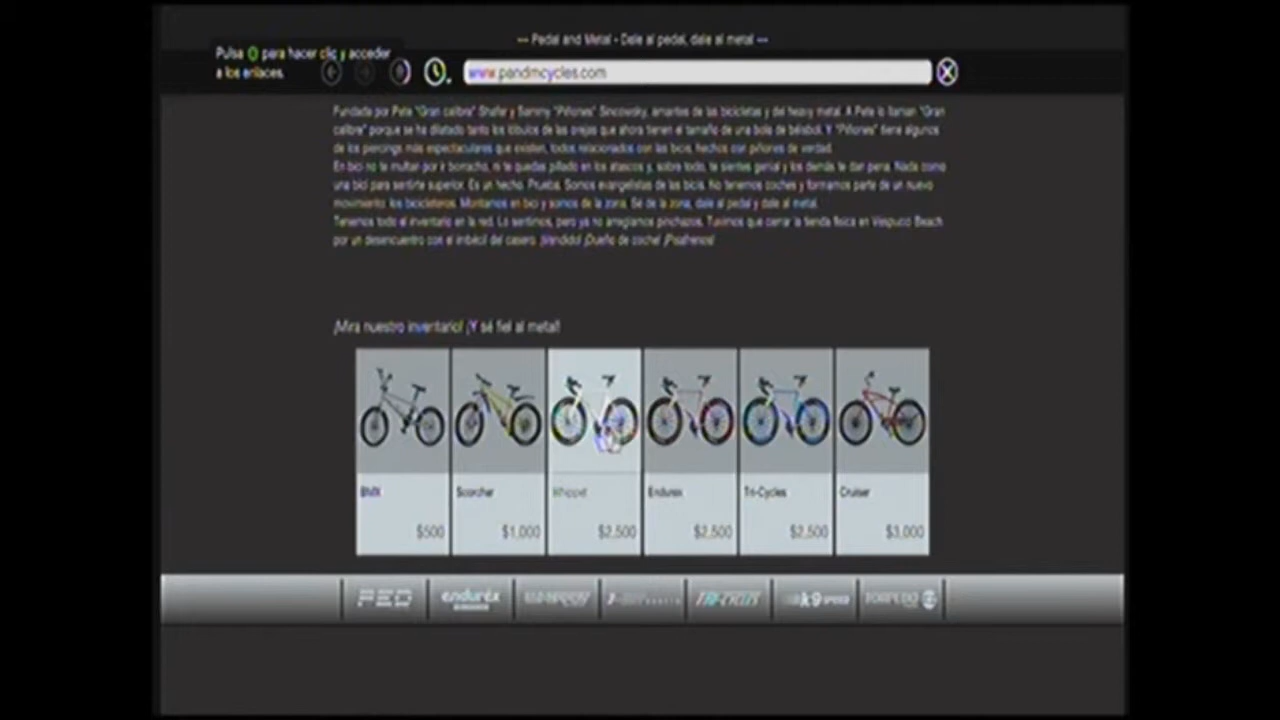 --- Pedal and Metal - Dale al pedal, dale al metal ---
Pulsa para hacer clic y acceder
a los enlaces.
www.pandmcycles.com
Fundada por Pete "Gran calibre" Shafer y Sammy "Piñones" Sincowsky, amantes de las bicicletas y del heavy metal. A Pete lo llaman "Gran
calibre" porque se ha dilatado tanto los lóbulos de las orejas que ahora tienen el tamaño de una bola de béisbol. Y "Piñones" tiene algunos
de los piercings más espectaculares que existen, todos relacionados con las bicis, hechos con piñones de verdad.
En bici no te multan por ir borracho, ni te quedas pillado en los atascos y, sobre todo, te sientes genial y los demás te dan pena. Nada como
una bici para sentirte superior. Es un hecho. Prueba. Somos evangelistas de las bicis. No tenemos coches y formamos parte de un nuevo
movimiento: los bicicleteros. Montamos en bici y somos de la zona. Sé de la zona, dale al pedal y dale al metal.
Tenemos todo el inventario en la red. Lo sentimos, pero ya no arreglamos pinchazos. Tuvimos que cerrar la tienda física en Vespucci Beach
por un desencuentro con el imbécil del casero. ¡Vendido! ¡Dueño de coche! ¡Posafrenos!
¡Mira nuestro inventario! ¡Y sé fiel al metal!
BMX
$500
Scorcher
$1,000
Whippet
$2,500
Endurex
$2,500
Tri-Cycles
$2,500
Cruiser
$3,000
PED
endurex
tri-cycles
k9 SPEED